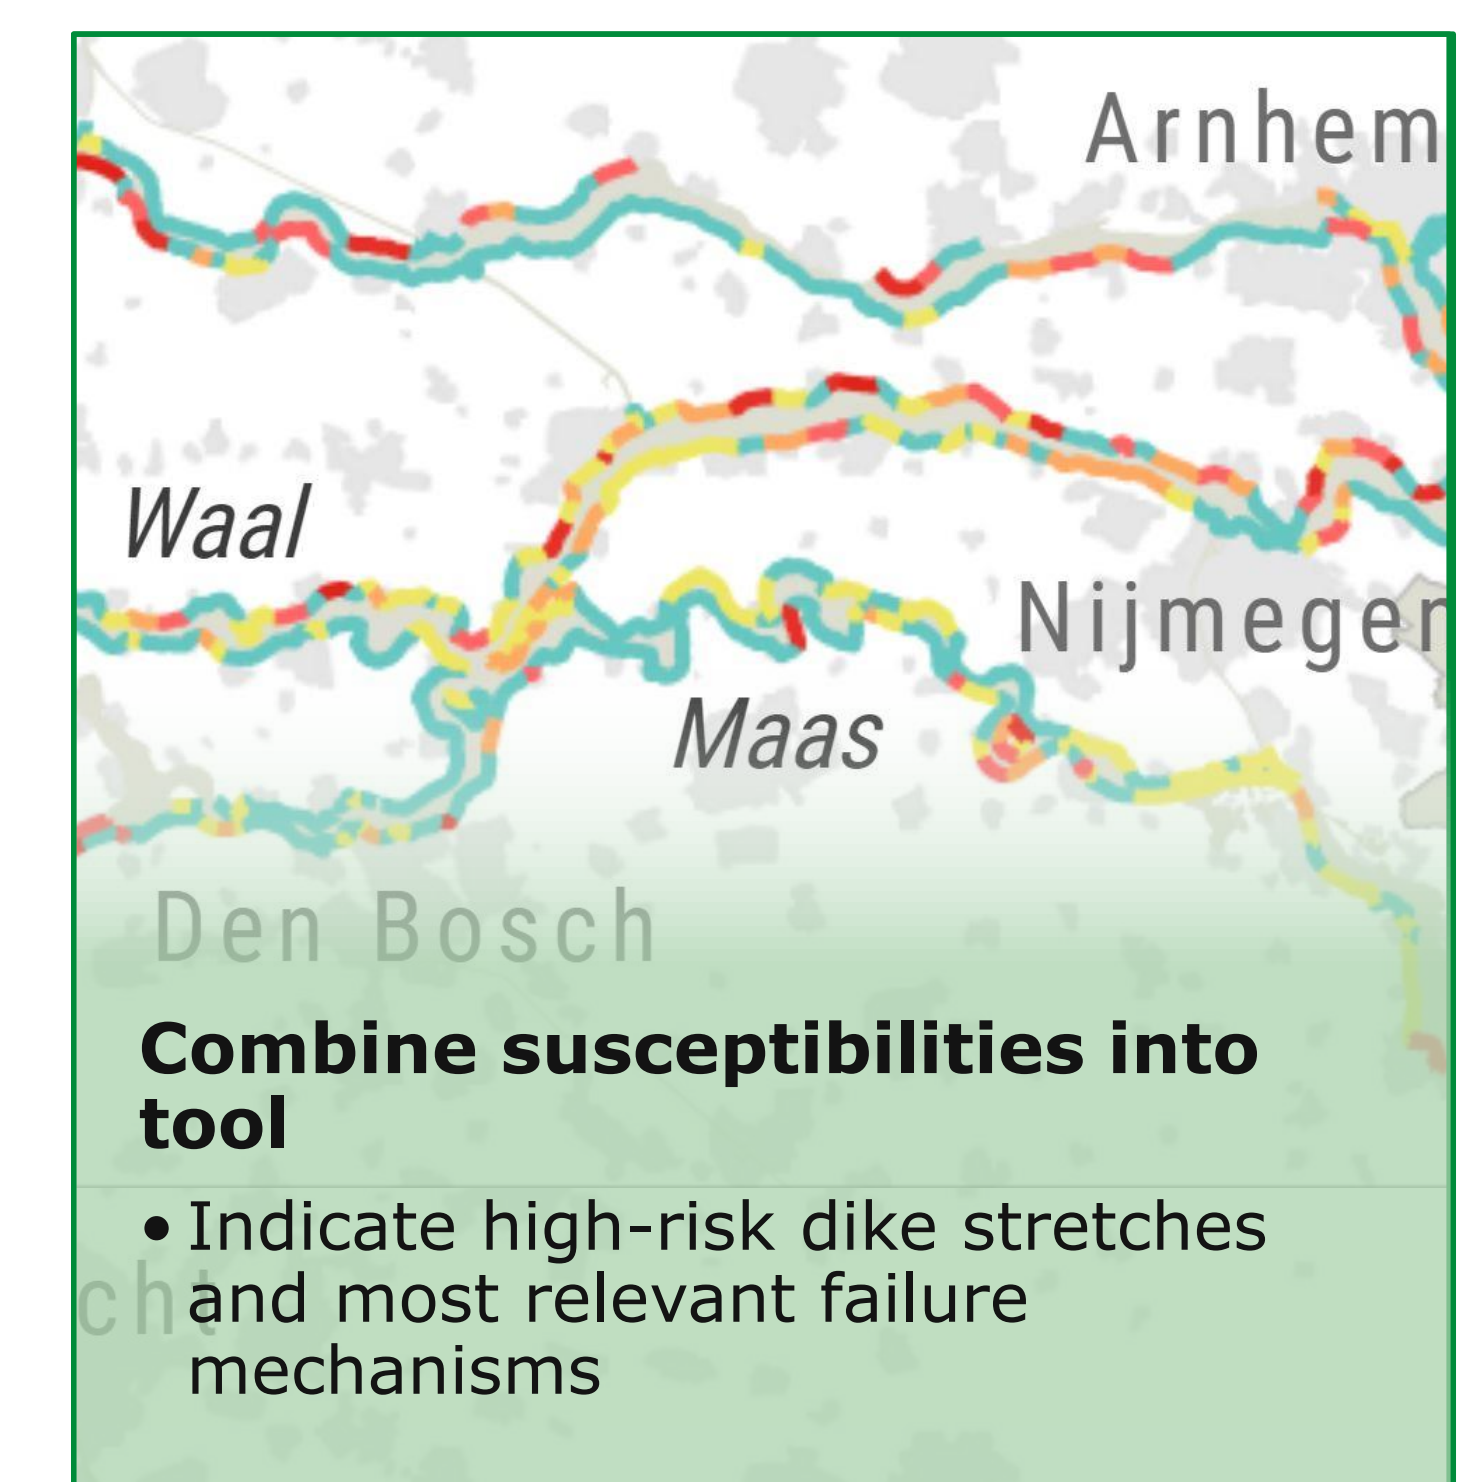 Arnhem
Waal
Nijmegen
Maas
Den Bosch
Combine susceptibilities into
tool
• Indicate high-risk dike stretches
cht
and most relevant failure
mechanisms